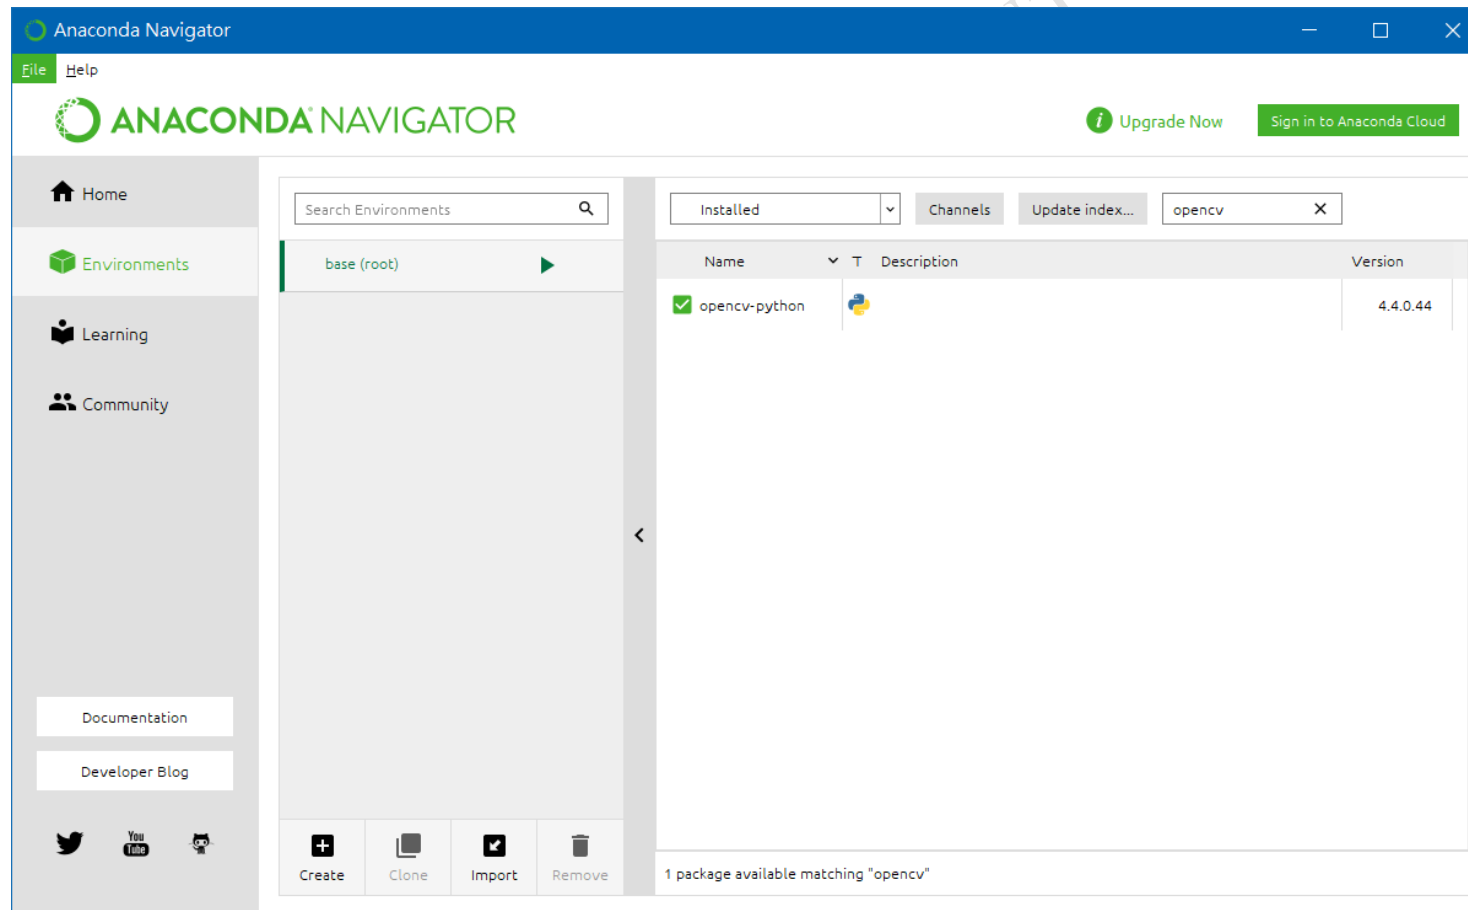 Anaconda Navigator
File Help
ANACONDA NAVIGATOR
i Upgrade Now
Sign in to Anaconda Cloud
Home
Environments
Learning
Community
Documentation
Developer Blog
You
Tube
Search Environments
base (root)
Create Clone Import Remove
Installed Channels Update index... opencv
Name T Description Version
opencv-python 4.4.0.44
1 package available matching "opencv"